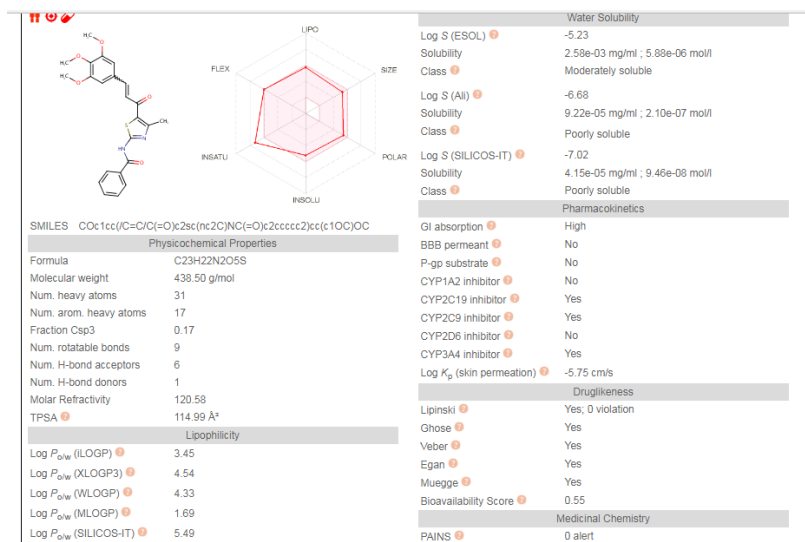 LIPO
FLEX
SIZE
INSATU
POLAR
INSOLU
H₃C
O
H₃C
O
H₃C
O
O
S
CH₃
N
HN
O
SMILES COc1cc(/C=C/C(=O)c2sc(nc2C)NC(=O)c2ccccc2)cc(c1OC)OC
Physicochemical Properties
Formula C23H22N2O5S
Molecular weight 438.50 g/mol
Num. heavy atoms 31
Num. arom. heavy atoms 17
Fraction Csp3 0.17
Num. rotatable bonds 9
Num. H-bond acceptors 6
Num. H-bond donors 1
Molar Refractivity 120.58
TPSA ? 114.99 Å²
Lipophilicity
Log Po/w (iLOGP) ? 3.45
Log Po/w (XLOGP3) ? 4.54
Log Po/w (WLOGP) ? 4.33
Log Po/w (MLOGP) ? 1.69
Log Po/w (SILICOS-IT) ? 5.49
Water Solubility
Log S (ESOL) ? -5.23
Solubility 2.58e-03 mg/ml ; 5.88e-06 mol/l
Class ? Moderately soluble
Log S (Ali) ? -6.68
Solubility 9.22e-05 mg/ml ; 2.10e-07 mol/l
Class ? Poorly soluble
Log S (SILICOS-IT) ? -7.02
Solubility 4.15e-05 mg/ml ; 9.46e-08 mol/l
Class ? Poorly soluble
Pharmacokinetics
GI absorption ? High
BBB permeant ? No
P-gp substrate ? No
CYP1A2 inhibitor ? No
CYP2C19 inhibitor ? Yes
CYP2C9 inhibitor ? Yes
CYP2D6 inhibitor ? No
CYP3A4 inhibitor ? Yes
Log Kp (skin permeation) ? -5.75 cm/s
Druglikeness
Lipinski ? Yes; 0 violation
Ghose ? Yes
Veber ? Yes
Egan ? Yes
Muegge ? Yes
Bioavailability Score ? 0.55
Medicinal Chemistry
PAINS ? 0 alert